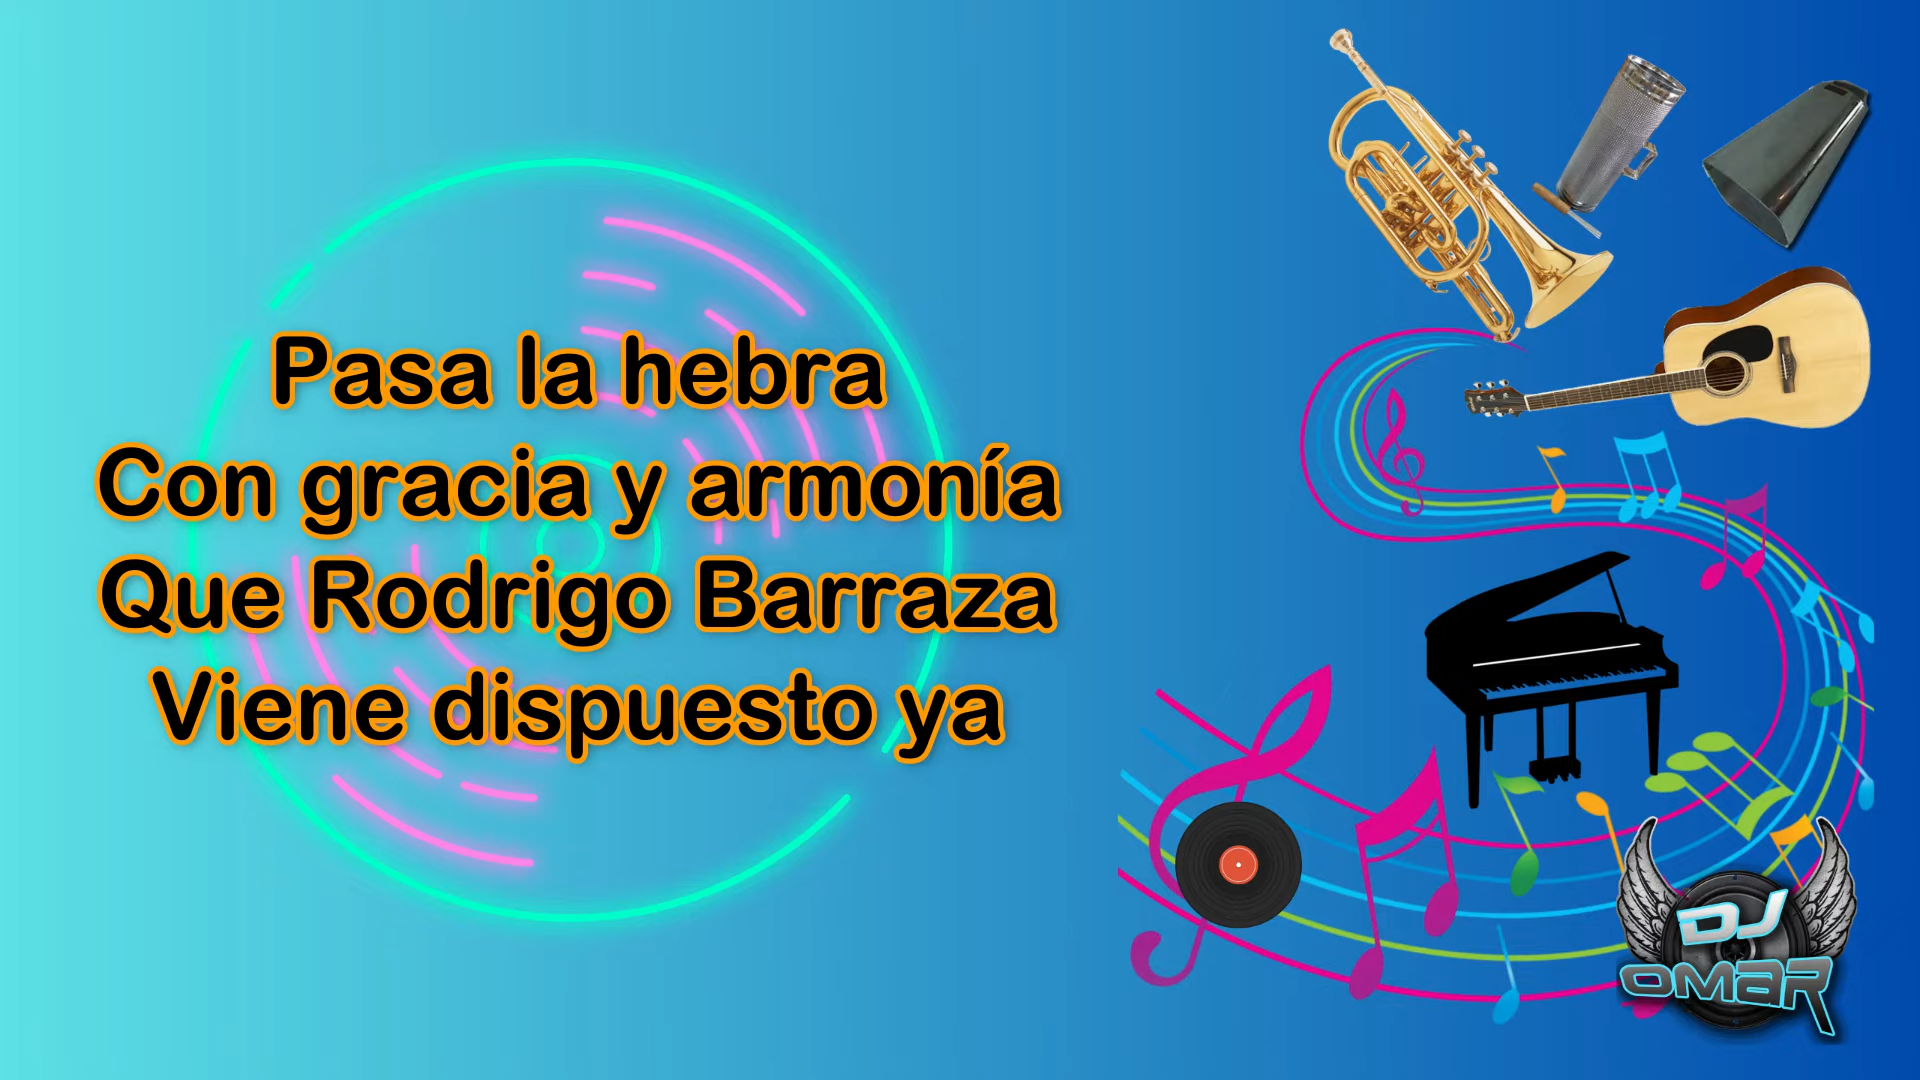 Pasa la hebra
Con gracia y armonía
Que Rodrigo Barraza
Viene dispuesto ya
DJ
OMAR